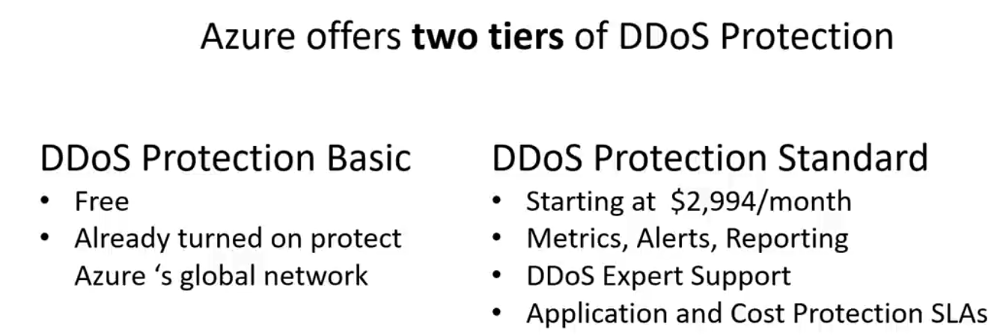 Azure offers two tiers of DDoS Protection
DDoS Protection Basic
• Free
• Already turned on protect
Azure ‘s global network
DDoS Protection Standard
• Starting at  $2,994/month
• Metrics, Alerts, Reporting
• DDoS Expert Support
• Application and Cost Protection SLAs